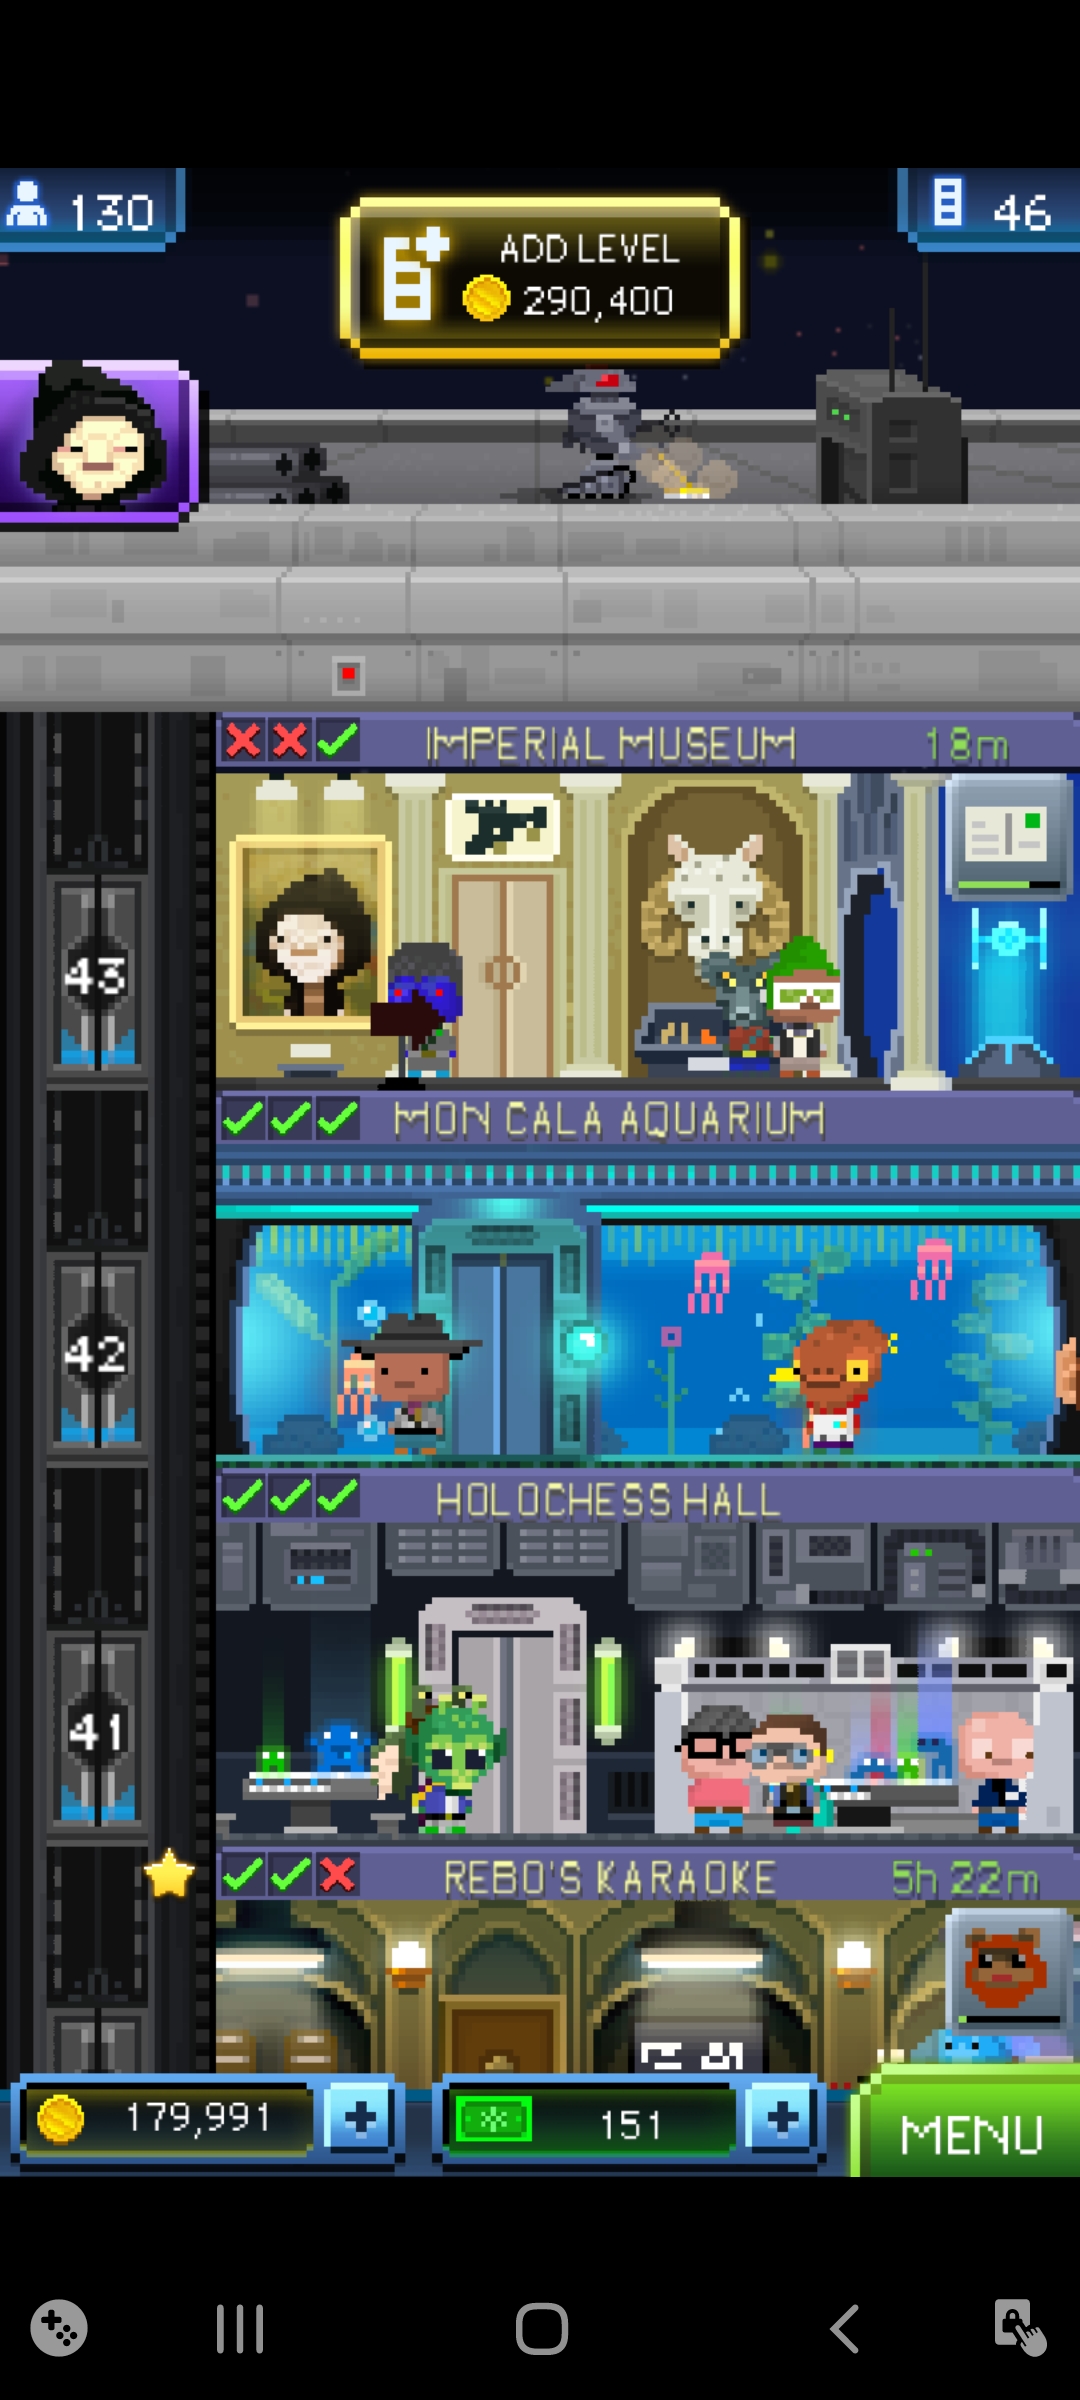 130
ADD LEVEL
290,400
46
IMPERIAL MUSEUM 18m
43
MON CALA AQUARIUM
42
HOLOCHESS HALL
41
REBO'S KARAOKE 5h 22m
179,991
151
MENU